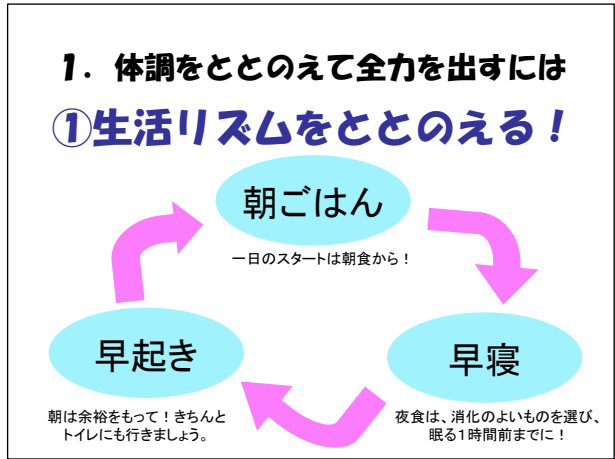 1. 体調をととのえて全力を出すには
①生活リズムをととのえる!
朝ごはん
一日のスタートは朝食から!
早起き
朝は余裕をもって!きちんと
トイレにも行きましょう。
早寝
夜食は、消化のよいものを選び、
眠る1時間前までに!